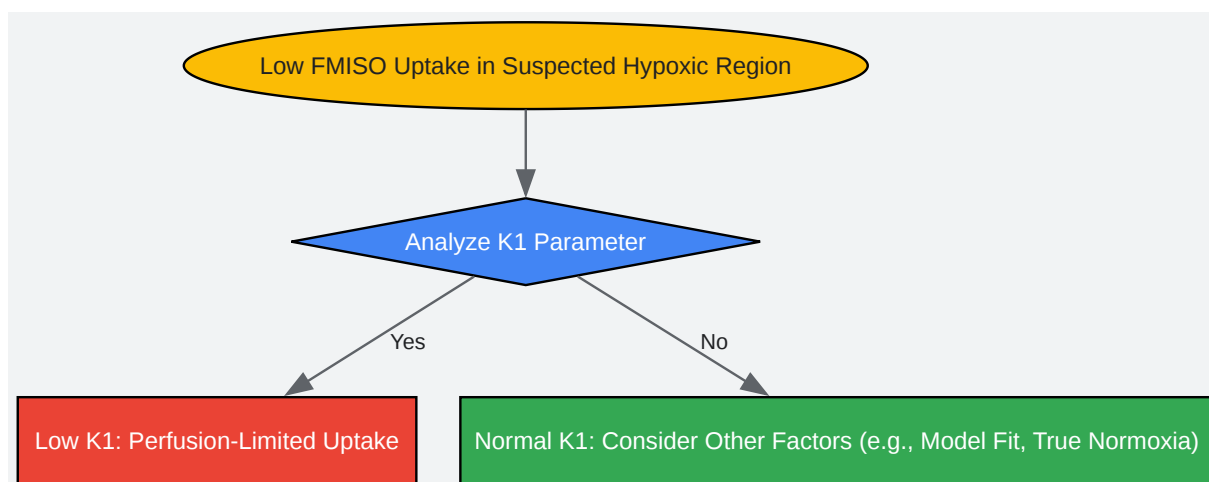 Low FMISO Uptake in Suspected Hypoxic Region
Analyze K1 Parameter
Yes
No
Low K1: Perfusion-Limited Uptake
Normal K1: Consider Other Factors (e.g., Model Fit, True Normoxia)